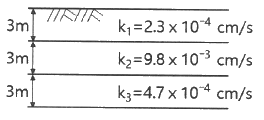 3m k₁=2.3 x 10⁻⁴ cm/s
3m k₂=9.8 x 10⁻³ cm/s
3m k₃=4.7 x 10⁻⁴ cm/s